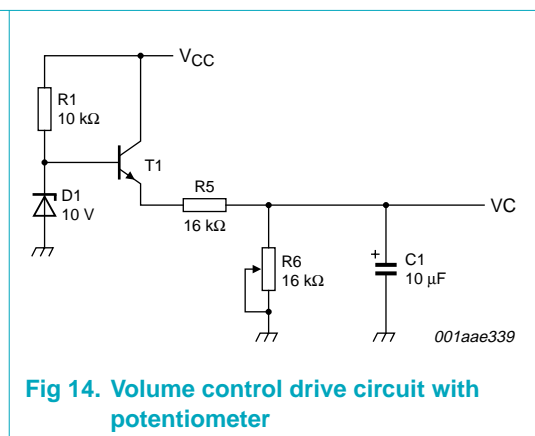 VCC
R1
10 kΩ
T1
D1
10 V
R5
16 kΩ
VC
R6
16 kΩ
+
C1
10 μF
001aae339
Fig 14. Volume control drive circuit with
potentiometer